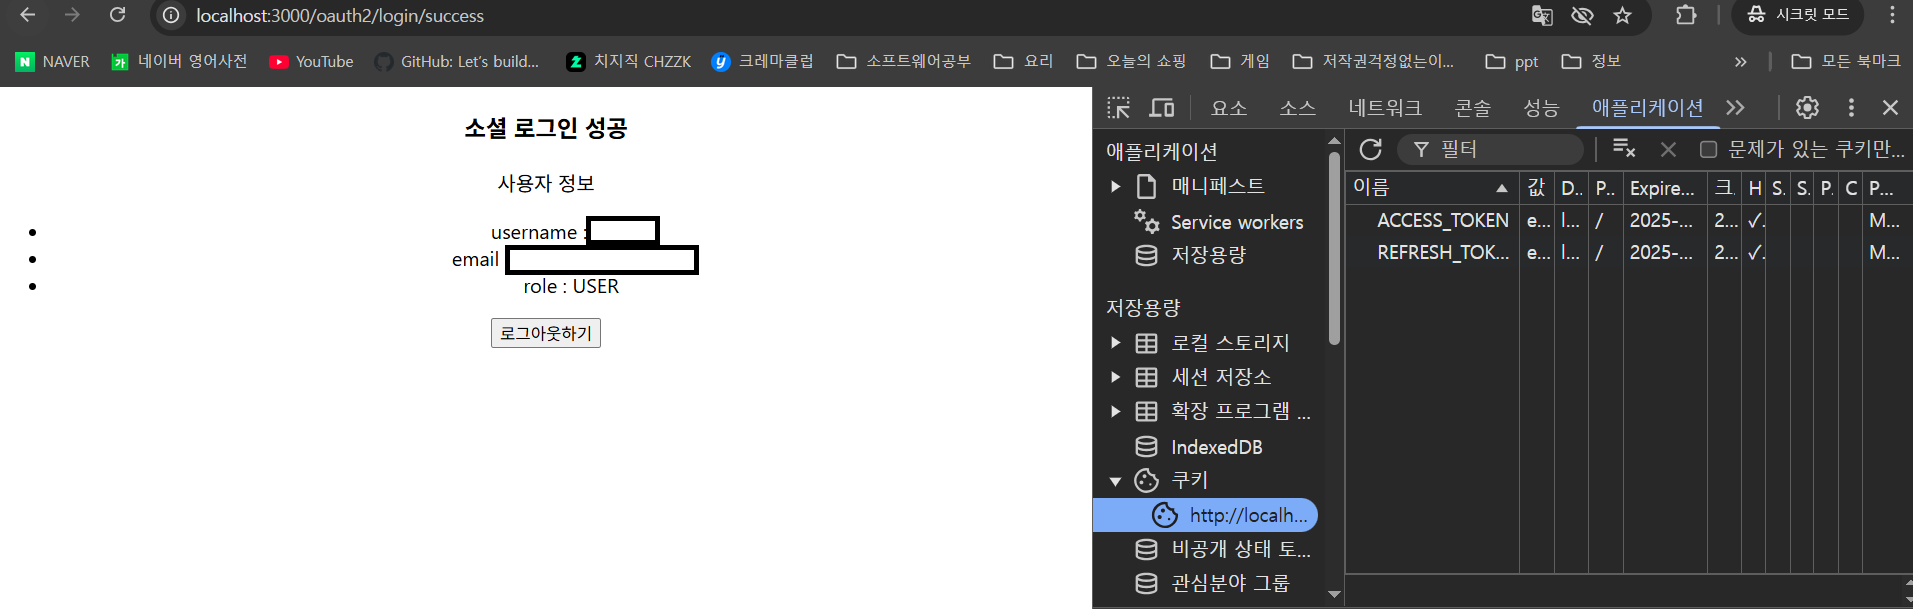 localhost:3000/oauth2/login/success
시크릿 모드
NAVER
네이버 영어사전
YouTube
GitHub: Let's build...
치지직 CHZZK
크레마클럽
소프트웨어공부
요리
오늘의 쇼핑
게임
저작권걱정없는이...
ppt
정보
»
모든 북마크
소셜 로그인 성공
사용자 정보
username :
email
role : USER
로그아웃하기
요소
소스
네트워크
콘솔
성능
애플리케이션
애플리케이션
매니페스트
Service workers
저장용량
저장용량
로컬 스토리지
세션 저장소
확장 프로그램 ...
IndexedDB
쿠키
http://localh...
비공개 상태 토...
관심분야 그룹
필터
문제가 있는 쿠키만...
이름 값 D.. P.. Expire... 크. H S. S. P. C P...
ACCESS_TOKEN e... l... / 2025-... 2... ✓. M...
REFRESH_TOK... e... l... / 2025-... 2... ✓. M...